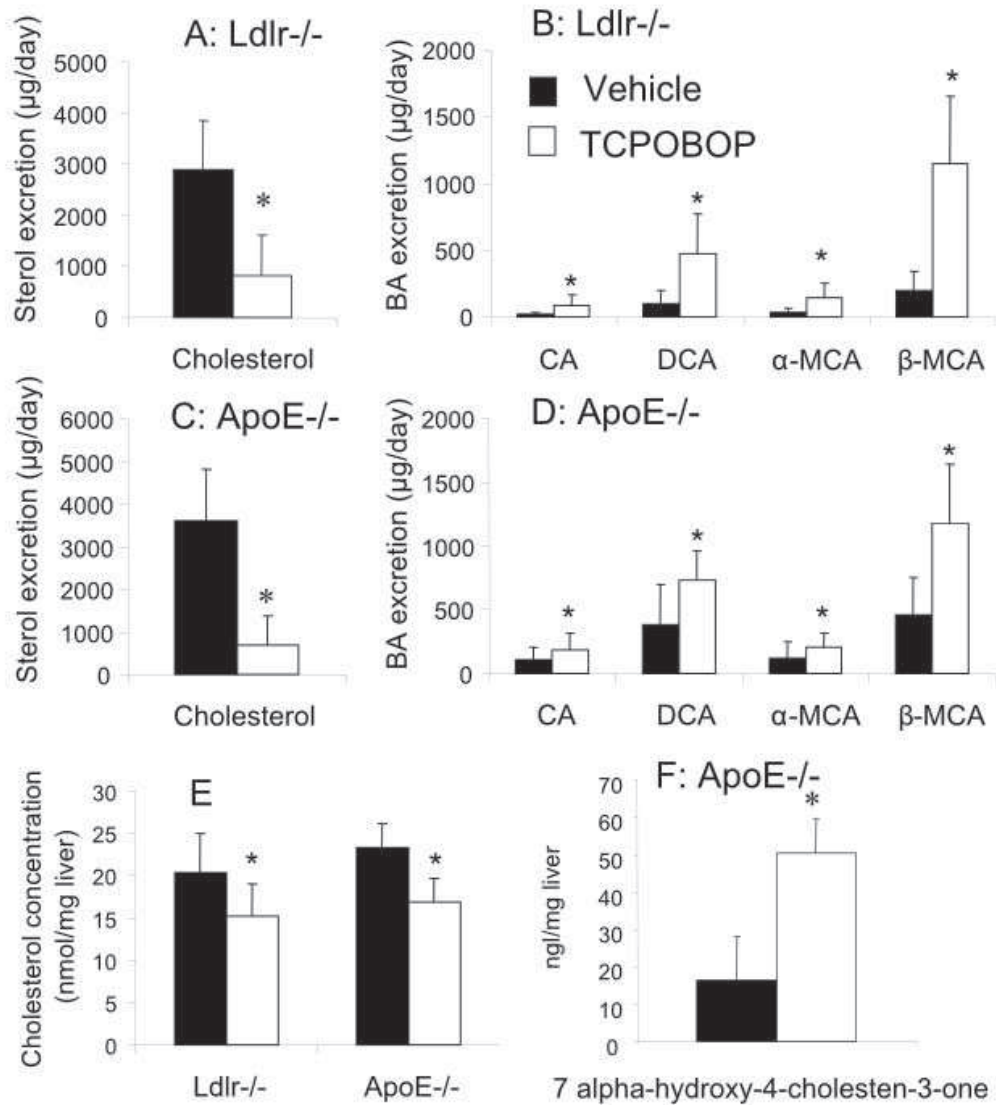 A: Ldlr-/-
Sterol excretion (µg/day)
5000
4000
3000
2000
1000
0
*
Cholesterol
B: Ldlr-/-
Vehicle
TCPOBOP
BA excretion (µg/day)
2000
1500
1000
500
0
* * * *
CA DCA α-MCA β-MCA
C: ApoE-/-
Sterol excretion (µg/day)
6000
5000
4000
3000
2000
1000
0
*
Cholesterol
D: ApoE-/-
BA excretion (µg/day)
2000
1500
1000
500
0
* * * *
CA DCA α-MCA β-MCA
E
Cholesterol concentration
(nmol/mg liver)
30
25
20
15
10
5
0
* *
Ldlr-/- ApoE-/-
F: ApoE-/-
ngl/mg liver
70
60
50
40
30
20
10
0
*
7 alpha-hydroxy-4-cholesten-3-one